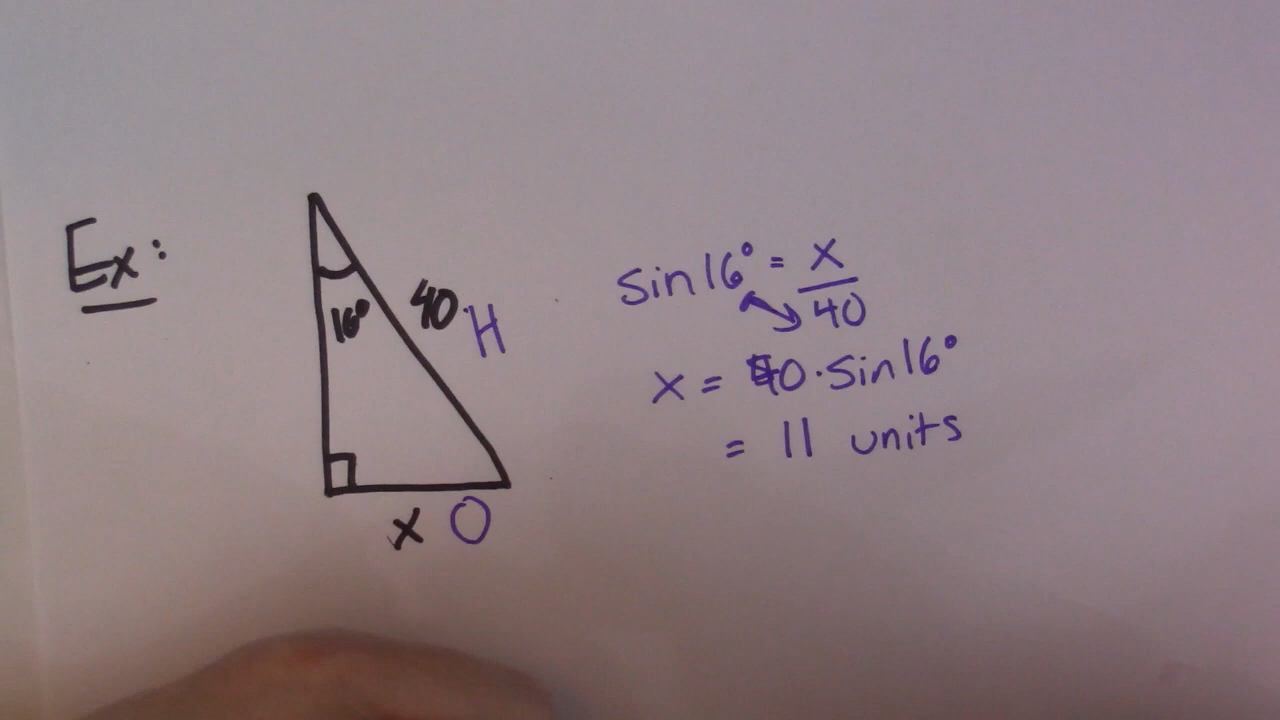 Ex:
16°
40 H
x O
sin16° = x/40
x = 40·sin16°
= 11 units